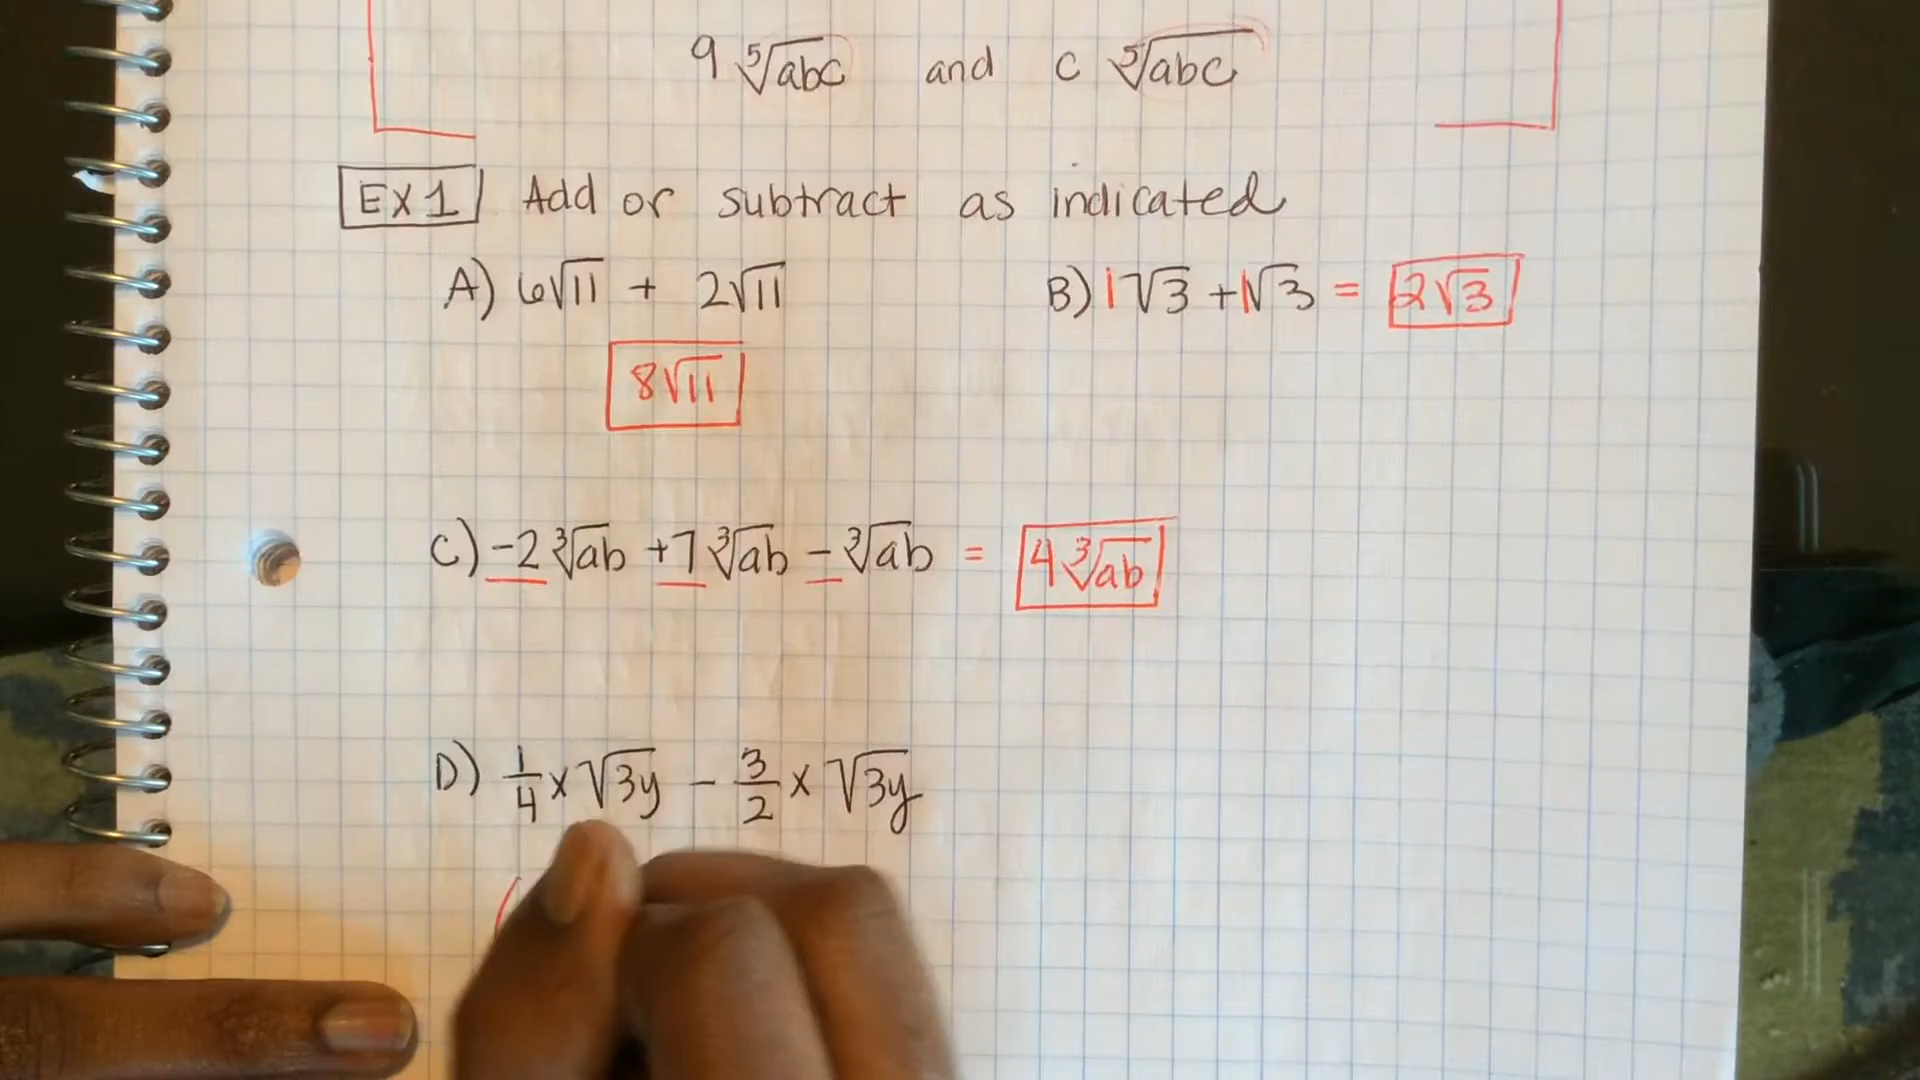 9 ⁵√abc and c ⁵√abc
EX 1 Add or subtract as indicated
A) 6√11 + 2√11
B) 1√3 + 1√3 = 2√3
8√11
C) -2 ³√ab + 7 ³√ab - ³√ab = 4 ³√ab
D) 1/4 x √3y - 3/2 x √3y
(